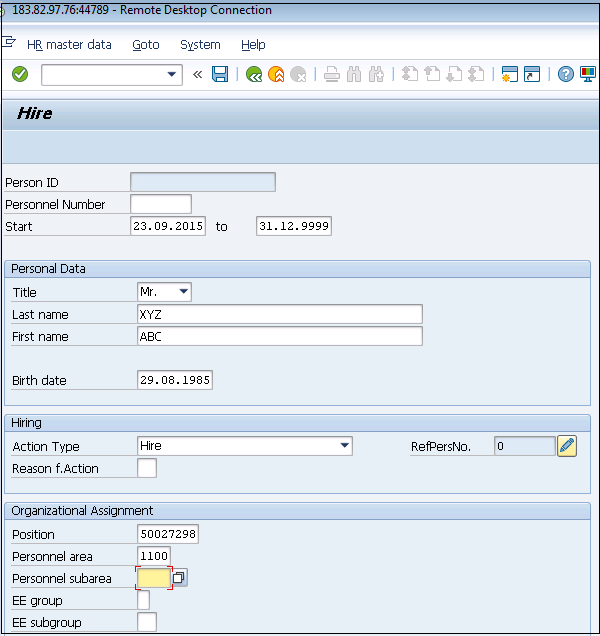 183.82.97.76:44789 - Remote Desktop Connection
HR master data Goto System Help
Hire
Person ID
Personnel Number
Start 23.09.2015 to 31.12.9999
Personal Data
Title Mr.
Last name XYZ
First name ABC
Birth date 29.08.1985
Hiring
Action Type Hire RefPersNo. 0
Reason f.Action
Organizational Assignment
Position 50027298
Personnel area 1100
Personnel subarea
EE group
EE subgroup